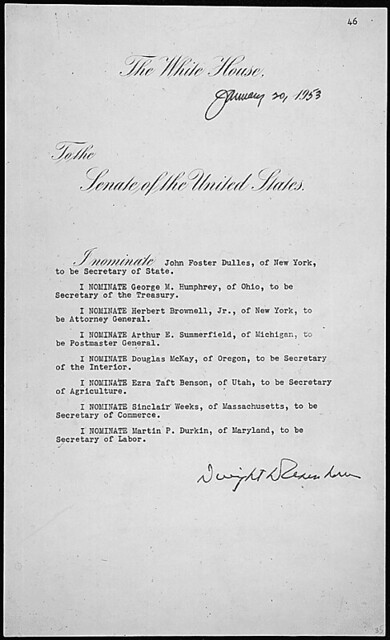 46
The White House.
January 20, 1953
To the
Senate of the United States.
I nominate John Foster Dulles, of New York,
to be Secretary of State.
I NOMINATE George M. Humphrey, of Ohio, to be
Secretary of the Treasury.
I NOMINATE Herbert Brownell, Jr., of New York, to
be Attorney General.
I NOMINATE Arthur E. Summerfield, of Michigan, to
be Postmaster General.
I NOMINATE Douglas McKay, of Oregon, to be Secretary
of the Interior.
I NOMINATE Ezra Taft Benson, of Utah, to be Secretary
of Agriculture.
I NOMINATE Sinclair Weeks, of Massachusetts, to be
Secretary of Commerce.
I NOMINATE Martin P. Durkin, of Maryland, to be
Secretary of Labor.
Dwight D Eisenhower